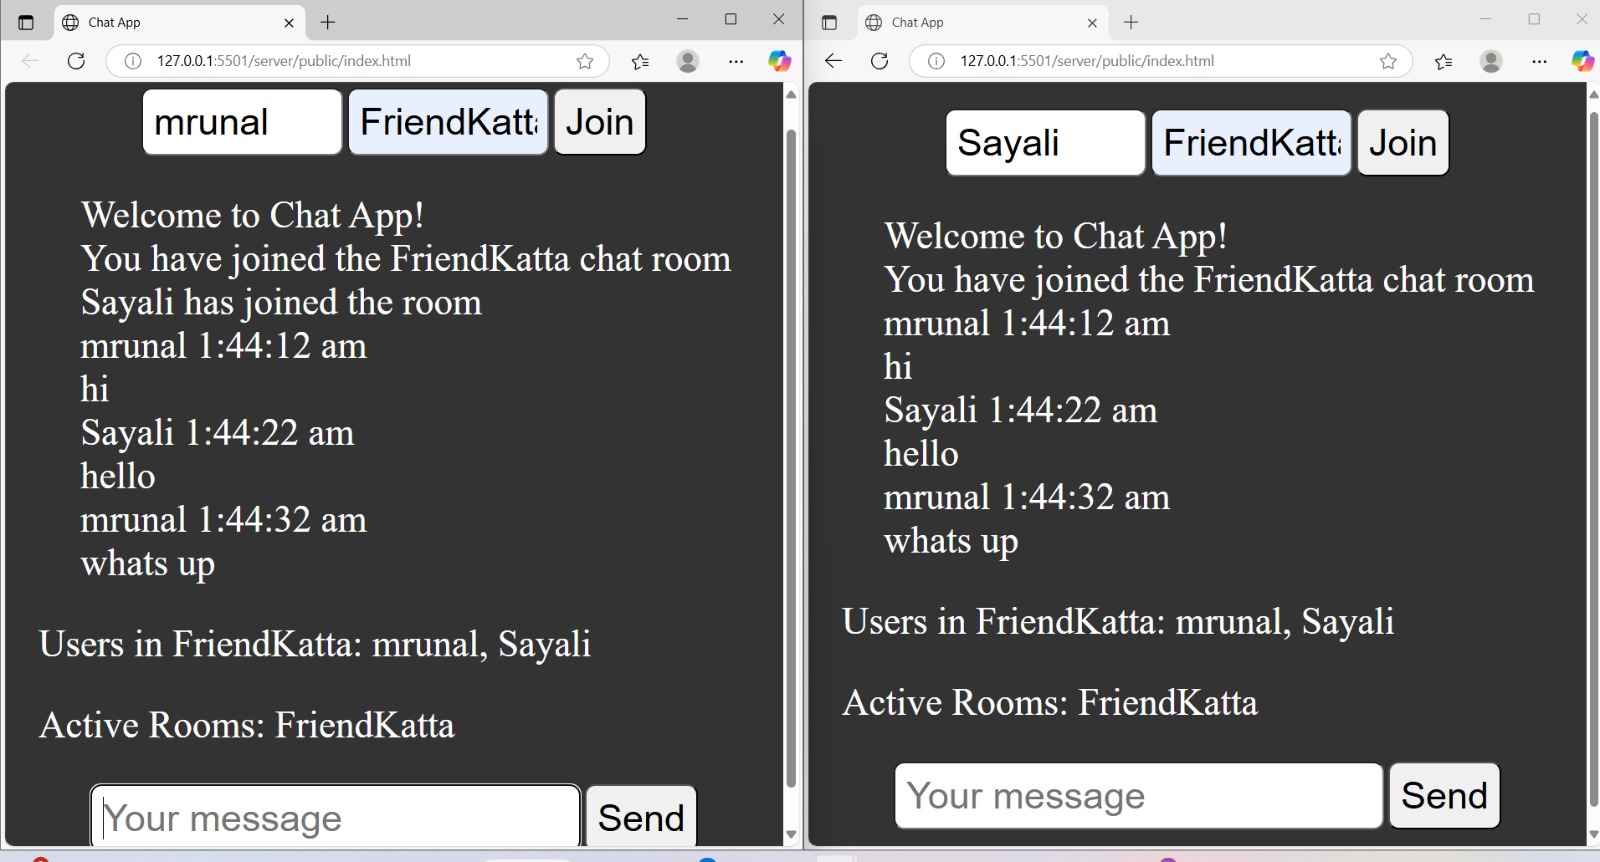 Chat App
127.0.0.1:5501/server/public/index.html
mrunal FriendKatta Join
Welcome to Chat App!
You have joined the FriendKatta chat room
Sayali has joined the room
mrunal 1:44:12 am
hi
Sayali 1:44:22 am
hello
mrunal 1:44:32 am
whats up
Users in FriendKatta: mrunal, Sayali
Active Rooms: FriendKatta
Your message Send
Chat App
127.0.0.1:5501/server/public/index.html
Sayali FriendKatta Join
Welcome to Chat App!
You have joined the FriendKatta chat room
mrunal 1:44:12 am
hi
Sayali 1:44:22 am
hello
mrunal 1:44:32 am
whats up
Users in FriendKatta: mrunal, Sayali
Active Rooms: FriendKatta
Your message Send